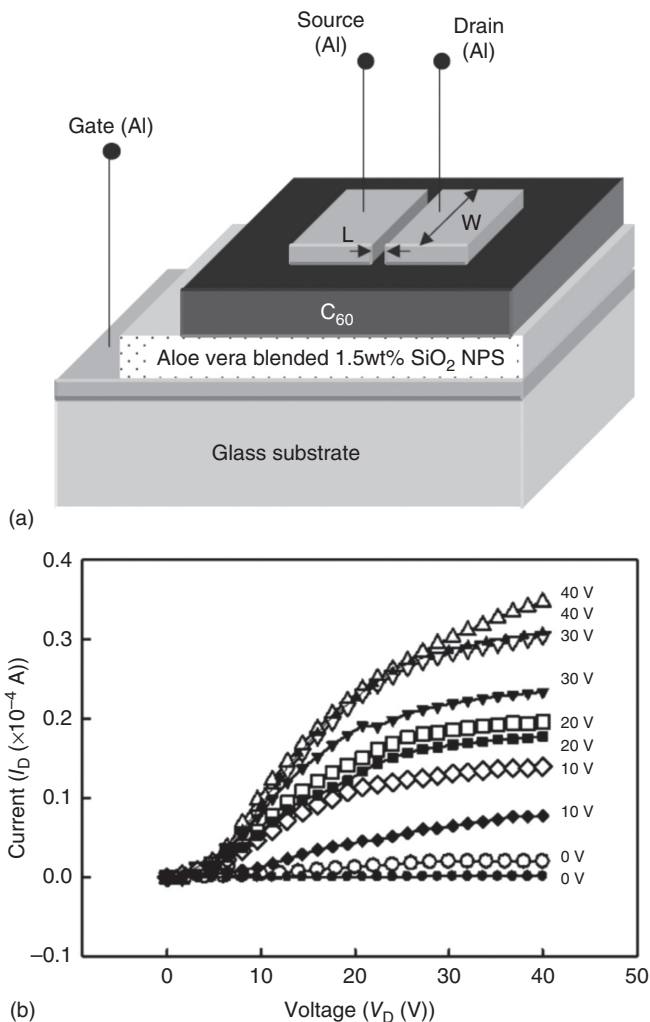 Source
(Al)
Drain
(Al)
Gate (Al)
L
W
C₆₀
Aloe vera blended 1.5wt% SiO₂ NPS
Glass substrate
(a)
0.4
0.3
0.2
0.1
0.0
–0.1
Current (I_D (×10⁻⁴ A))
40 V
40 V
30 V
30 V
20 V
20 V
10 V
10 V
0 V
0 V
0
10
20
30
40
50
Voltage (V_D (V))
(b)